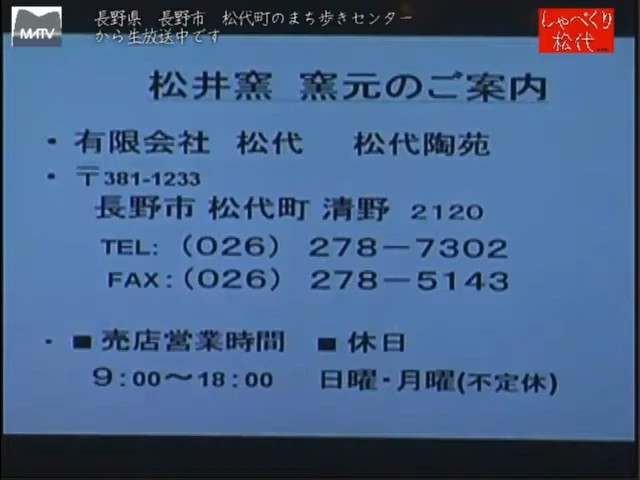 MATV
長野県 長野市 松代町のまち歩きセンター
から生放送中です
しゃべくり
松代
松井窯 窯元のご案内
・ 有限会社 松代 松代陶苑
・ 〒381-1233
長野市 松代町 清野 2120
TEL:（026） 278－7302
FAX:（026） 278－5143
・ ■ 売店営業時間 ■ 休日
9:00～18:00 日曜・月曜(不定休)